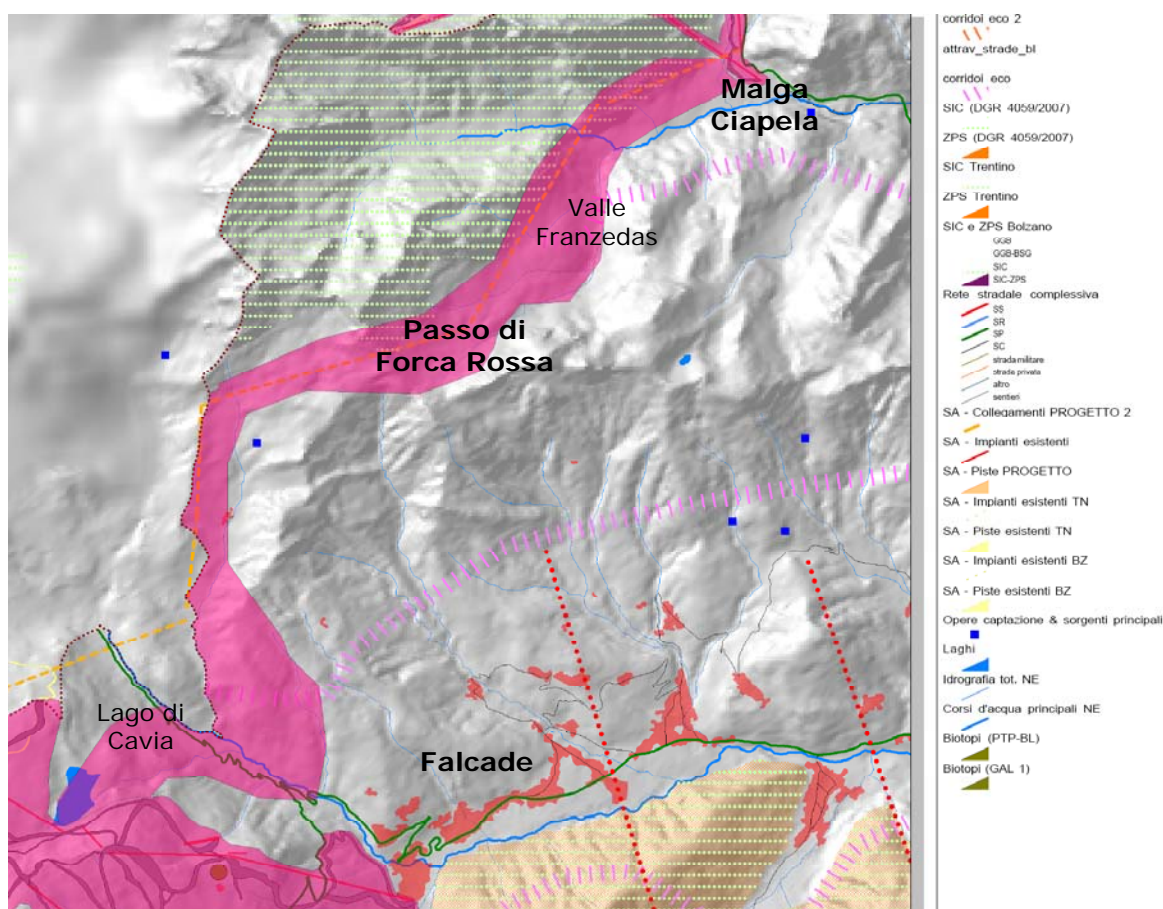 Malga
Ciapela
Valle
Franzedas
Passo di
Forca Rossa
Lago di
Cavia
Falcade
corridoi eco 2
attrav_strade_bl
corridoi eco
SIC (DGR 4059/2007)
ZPS (DGR 4059/2007)
SIC Trentino
ZPS Trentino
SIC e ZPS Bolzano
GGB
GGB-BSG
SIC
SIC-ZPS
Rete stradale complessiva
SS
SR
SP
SC
strada militare
strada privata
altro
sentieri
SA - Collegamenti PROGETTO 2
SA - Impianti esistenti
SA - Piste PROGETTO
SA - Impianti esistenti TN
SA - Piste esistenti TN
SA - Impianti esistenti BZ
SA - Piste esistenti BZ
Opere captazione & sorgenti principali
Laghi
Idrografia tot. NE
Corsi d'acqua principali NE
Biotopi (PTP-BL)
Biotopi (GAL 1)